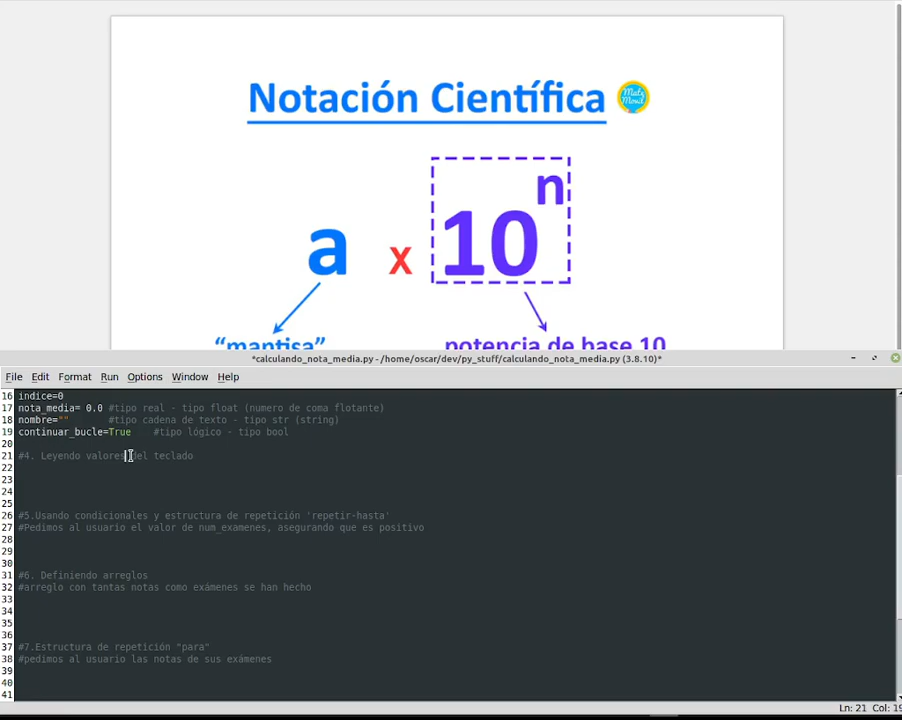 Notación Científica
Mate
Movil
a x 10
n
"mantisa" potencia de base 10
*calculando_nota_media.py - /home/oscar/dev/py_stuff/calculando_nota_media.py (3.8.10)*
File Edit Format Run Options Window Help
16 indice=0
17 nota_media= 0.0 #tipo real - tipo float (numero de coma flotante)
18 nombre="" #tipo cadena de texto - tipo str (string)
19 continuar_bucle=True #tipo lógico - tipo bool
20
21 #4. Leyendo valores del teclado
22
23
24
25
26 #5.Usando condicionales y estructura de repetición 'repetir-hasta'
27 #Pedimos al usuario el valor de num_examenes, asegurando que es positivo
28
29
30
31 #6. Definiendo arreglos
32 #arreglo con tantas notas como exámenes se han hecho
33
34
35
36
37 #7.Estructura de repetición "para"
38 #pedimos al usuario las notas de sus exámenes
39
40
41
Ln: 21 Col: 19